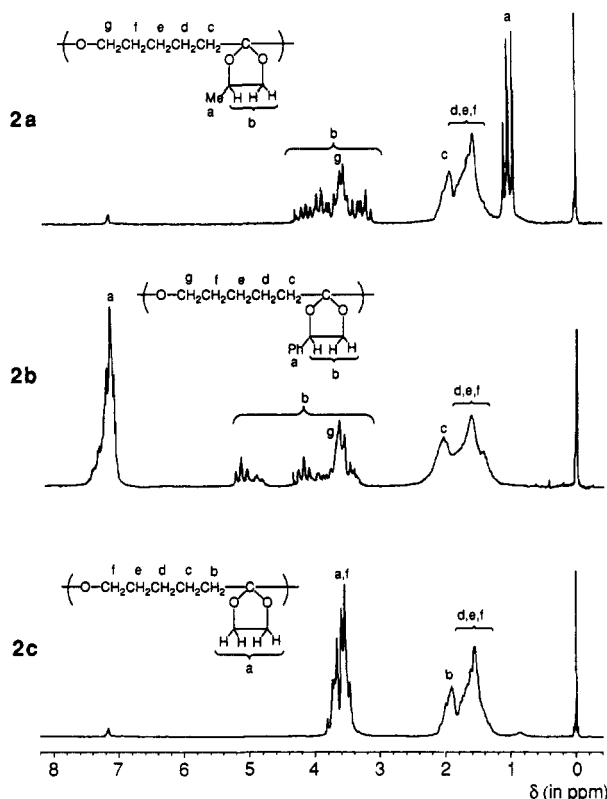 g f e d c
( O—CH2CH2CH2CH2CH2—C )
O O
Me H H H
a b
2a
b
g
c
d,e,f
a
g f e d c
( O—CH2CH2CH2CH2CH2—C )
O O
Ph H H H
a b
2b
a
b
g
c
d,e,f
f e d c b
( O—CH2CH2CH2CH2CH2—C )
O O
H H H H
a
2c
a,f
b
d,e,f
8 7 6 5 4 3 2 1 0
δ (in ppm)